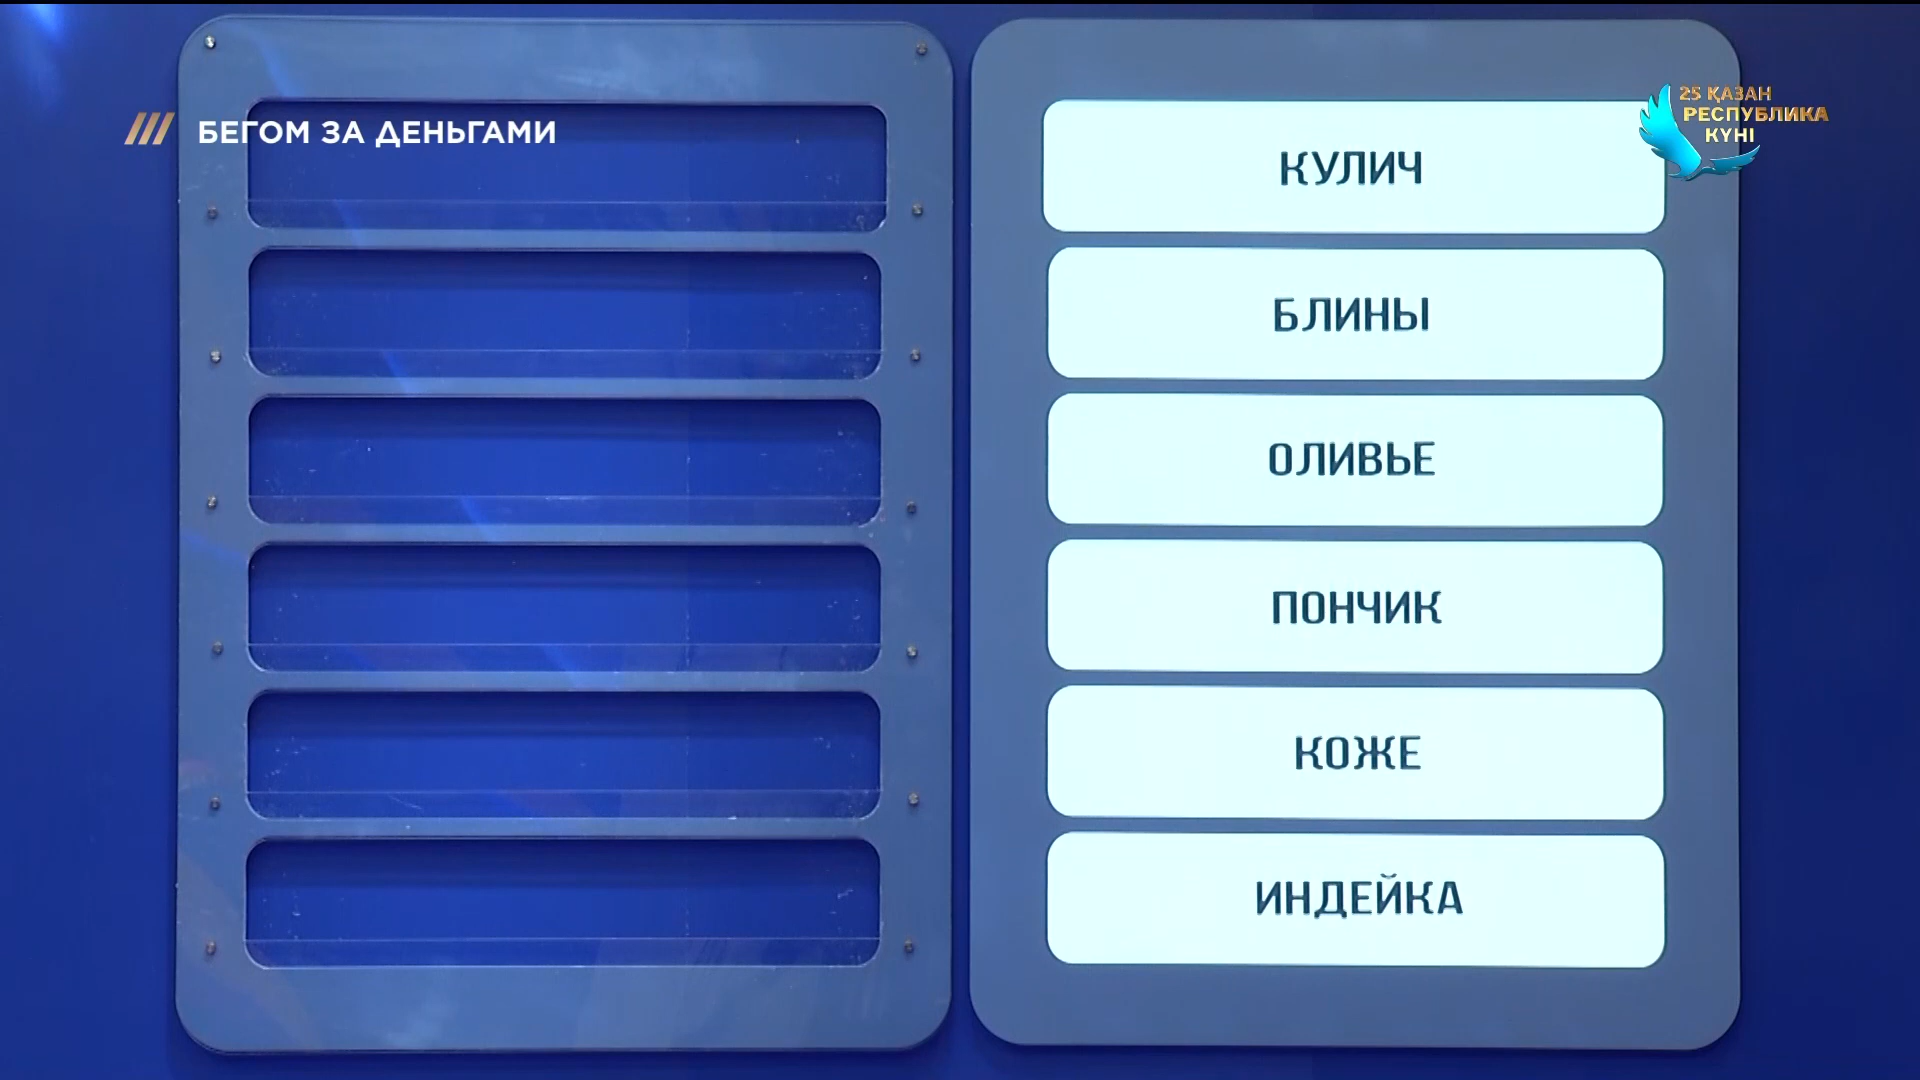 БЕГОМ ЗА ДЕНЬГАМИ
25 ҚАЗАН
РЕСПУБЛИКА
КҮНІ
КУЛИЧ
БЛИНЫ
ОЛИВЬЕ
ПОНЧИК
КОЖЕ
ИНДЕЙКА